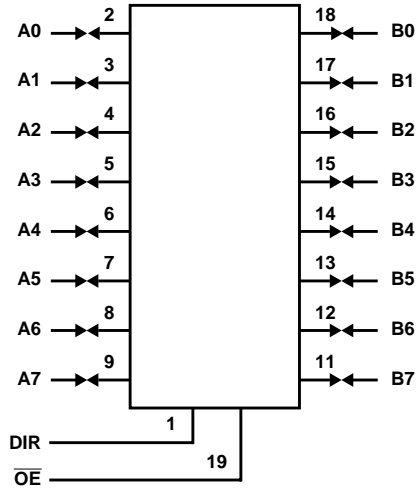 A0 2 18 B0
A1 3 17 B1
A2 4 16 B2
A3 5 15 B3
A4 6 14 B4
A5 7 13 B5
A6 8 12 B6
A7 9 11 B7
DIR 1
O̅E̅ 19